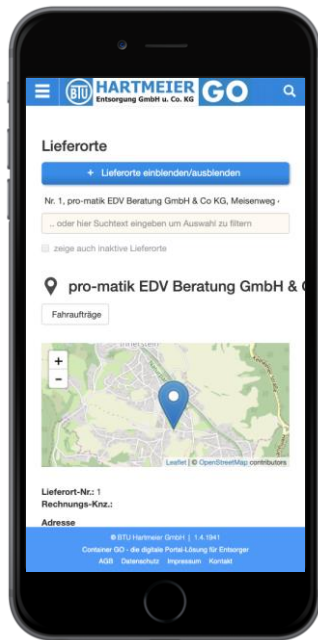 BTU HARTMEIER GO
Entsorgung GmbH u. Co. KG
Lieferorte
+ Lieferorte einblenden/ausblenden
Nr. 1, pro-matik EDV Beratung GmbH & Co KG, Meisenweg
.. oder hier Suchtext eingeben um Auswahl zu filtern
zeige auch inaktive Lieferorte
pro-matik EDV Beratung GmbH &
Fahraufträge
+
−
Leaflet | © OpenStreetMap contributors
Lieferort-Nr.: 1
Rechnungs-Knz.:
Adresse
© BTU Hartmeier GmbH | 1.4.1941
Container GO - die digitale Portal-Lösung für Entsorger
AGB Datenschutz Impressum Kontakt